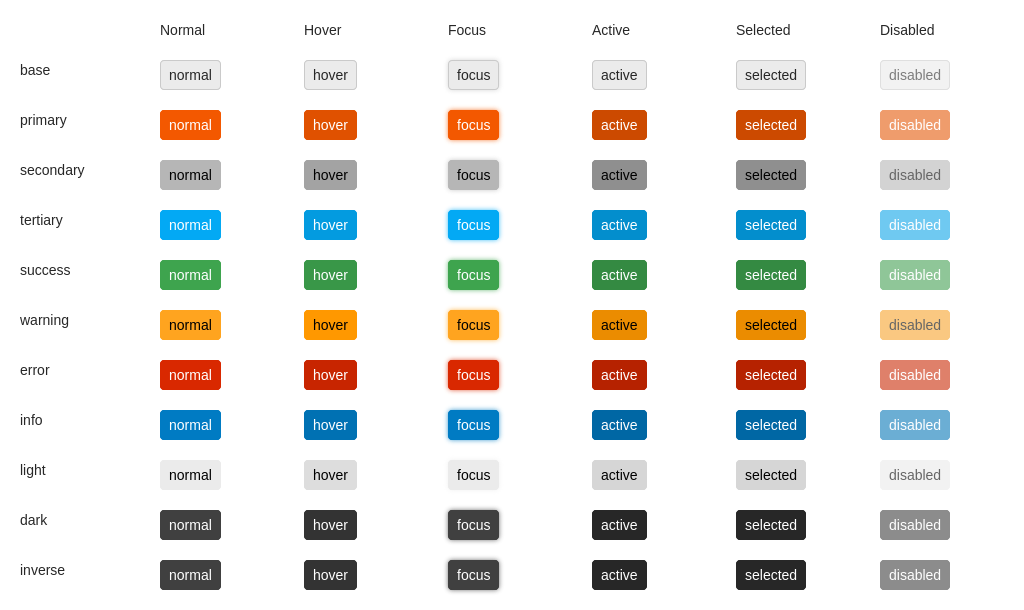 Normal Hover Focus Active Selected Disabled
base normal hover focus active selected disabled
primary normal hover focus active selected disabled
secondary normal hover focus active selected disabled
tertiary normal hover focus active selected disabled
success normal hover focus active selected disabled
warning normal hover focus active selected disabled
error normal hover focus active selected disabled
info normal hover focus active selected disabled
light normal hover focus active selected disabled
dark normal hover focus active selected disabled
inverse normal hover focus active selected disabled